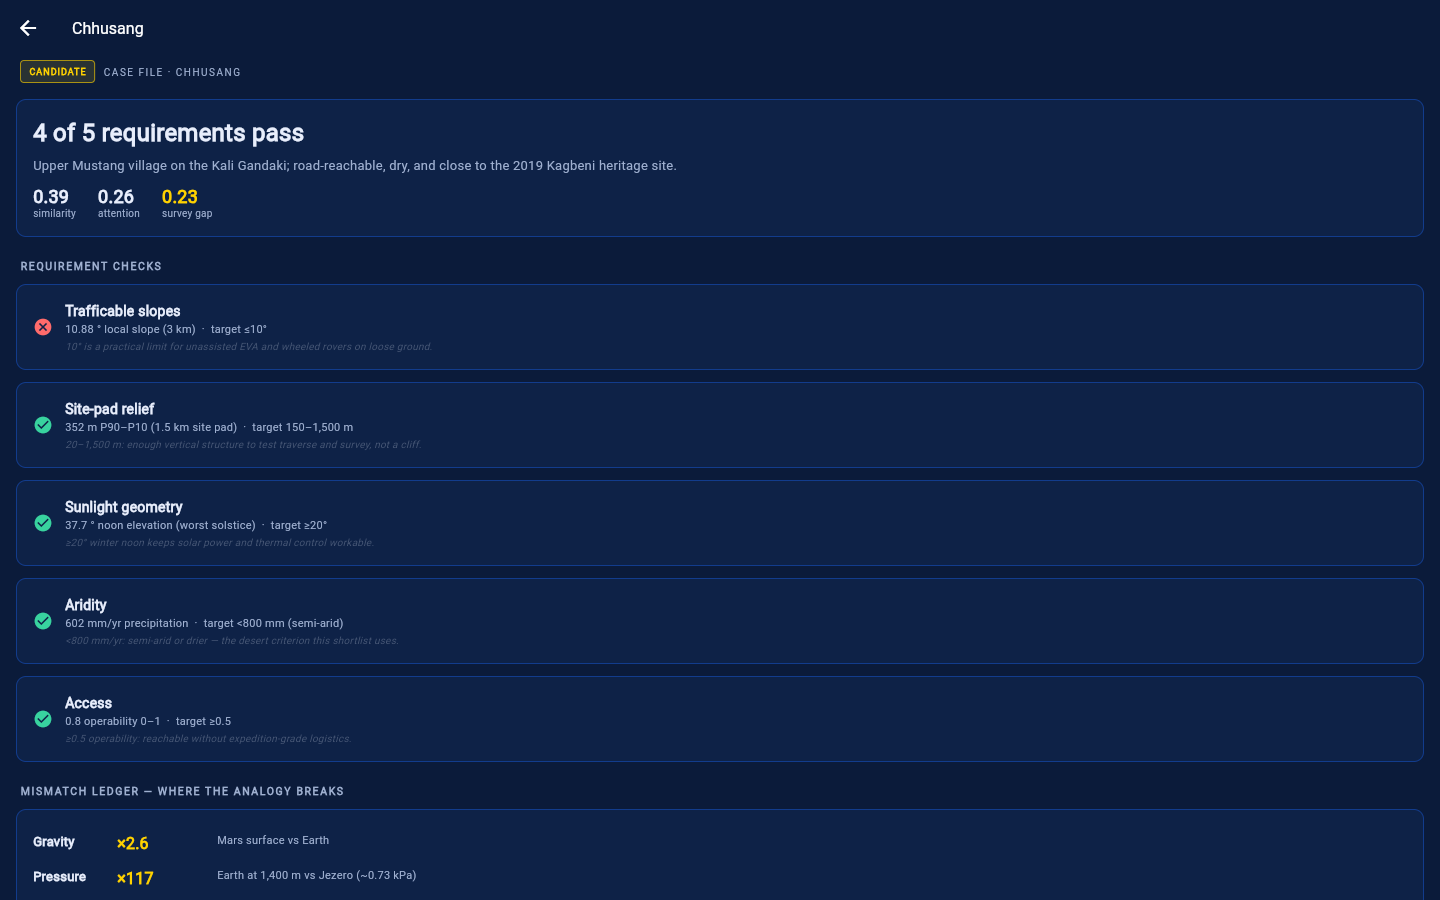 Chhusang
CANDIDATE CASE FILE · CHHUSANG
4 of 5 requirements pass
Upper Mustang village on the Kali Gandaki; road-reachable, dry, and close to the 2019 Kagbeni heritage site.
0.39 0.26 0.23
similarity attention survey gap
REQUIREMENT CHECKS
Trafficable slopes
10.88 ° local slope (3 km) · target ≤10°
10° is a practical limit for unassisted EVA and wheeled rovers on loose ground.
Site-pad relief
352 m P90–P10 (1.5 km site pad) · target 150–1,500 m
20–1,500 m: enough vertical structure to test traverse and survey, not a cliff.
Sunlight geometry
37.7 ° noon elevation (worst solstice) · target ≥20°
≥20° winter noon keeps solar power and thermal control workable.
Aridity
602 mm/yr precipitation · target <800 mm (semi-arid)
<800 mm/yr: semi-arid or drier — the desert criterion this shortlist uses.
Access
0.8 operability 0–1 · target ≥0.5
≥0.5 operability: reachable without expedition-grade logistics.
MISMATCH LEDGER — WHERE THE ANALOGY BREAKS
Gravity ×2.6 Mars surface vs Earth
Pressure ×117 Earth at 1,400 m vs Jezero (~0.73 kPa)